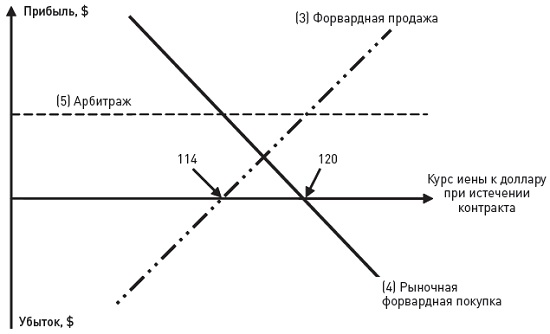 Прибыль, $
(3) Форвардная продажа
(5) Арбитраж
114
120
Курс иены к доллару
при истечении
контракта
(4) Рыночная
форвардная покупка
Убыток, $